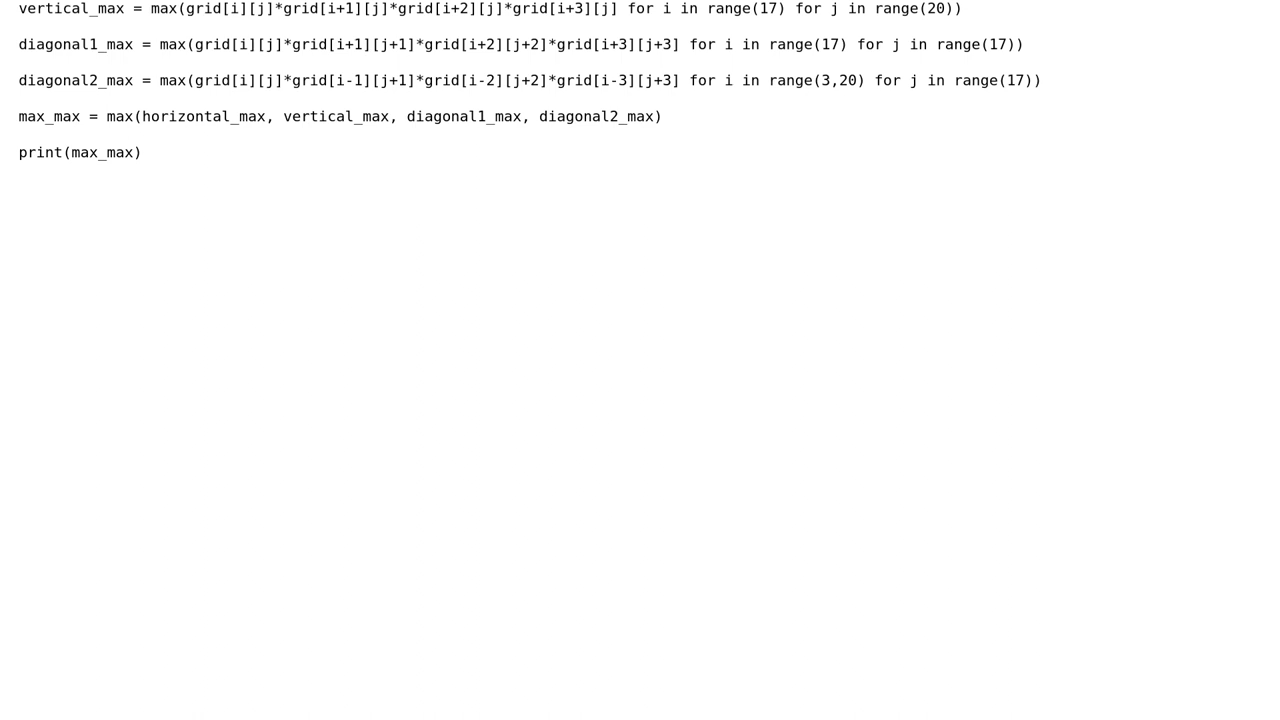 vertical_max = max(grid[i][j]*grid[i+1][j]*grid[i+2][j]*grid[i+3][j] for i in range(17) for j in range(20))
diagonal1_max = max(grid[i][j]*grid[i+1][j+1]*grid[i+2][j+2]*grid[i+3][j+3] for i in range(17) for j in range(17))
diagonal2_max = max(grid[i][j]*grid[i-1][j+1]*grid[i-2][j+2]*grid[i-3][j+3] for i in range(3,20) for j in range(17))
max_max = max(horizontal_max, vertical_max, diagonal1_max, diagonal2_max)
print(max_max)